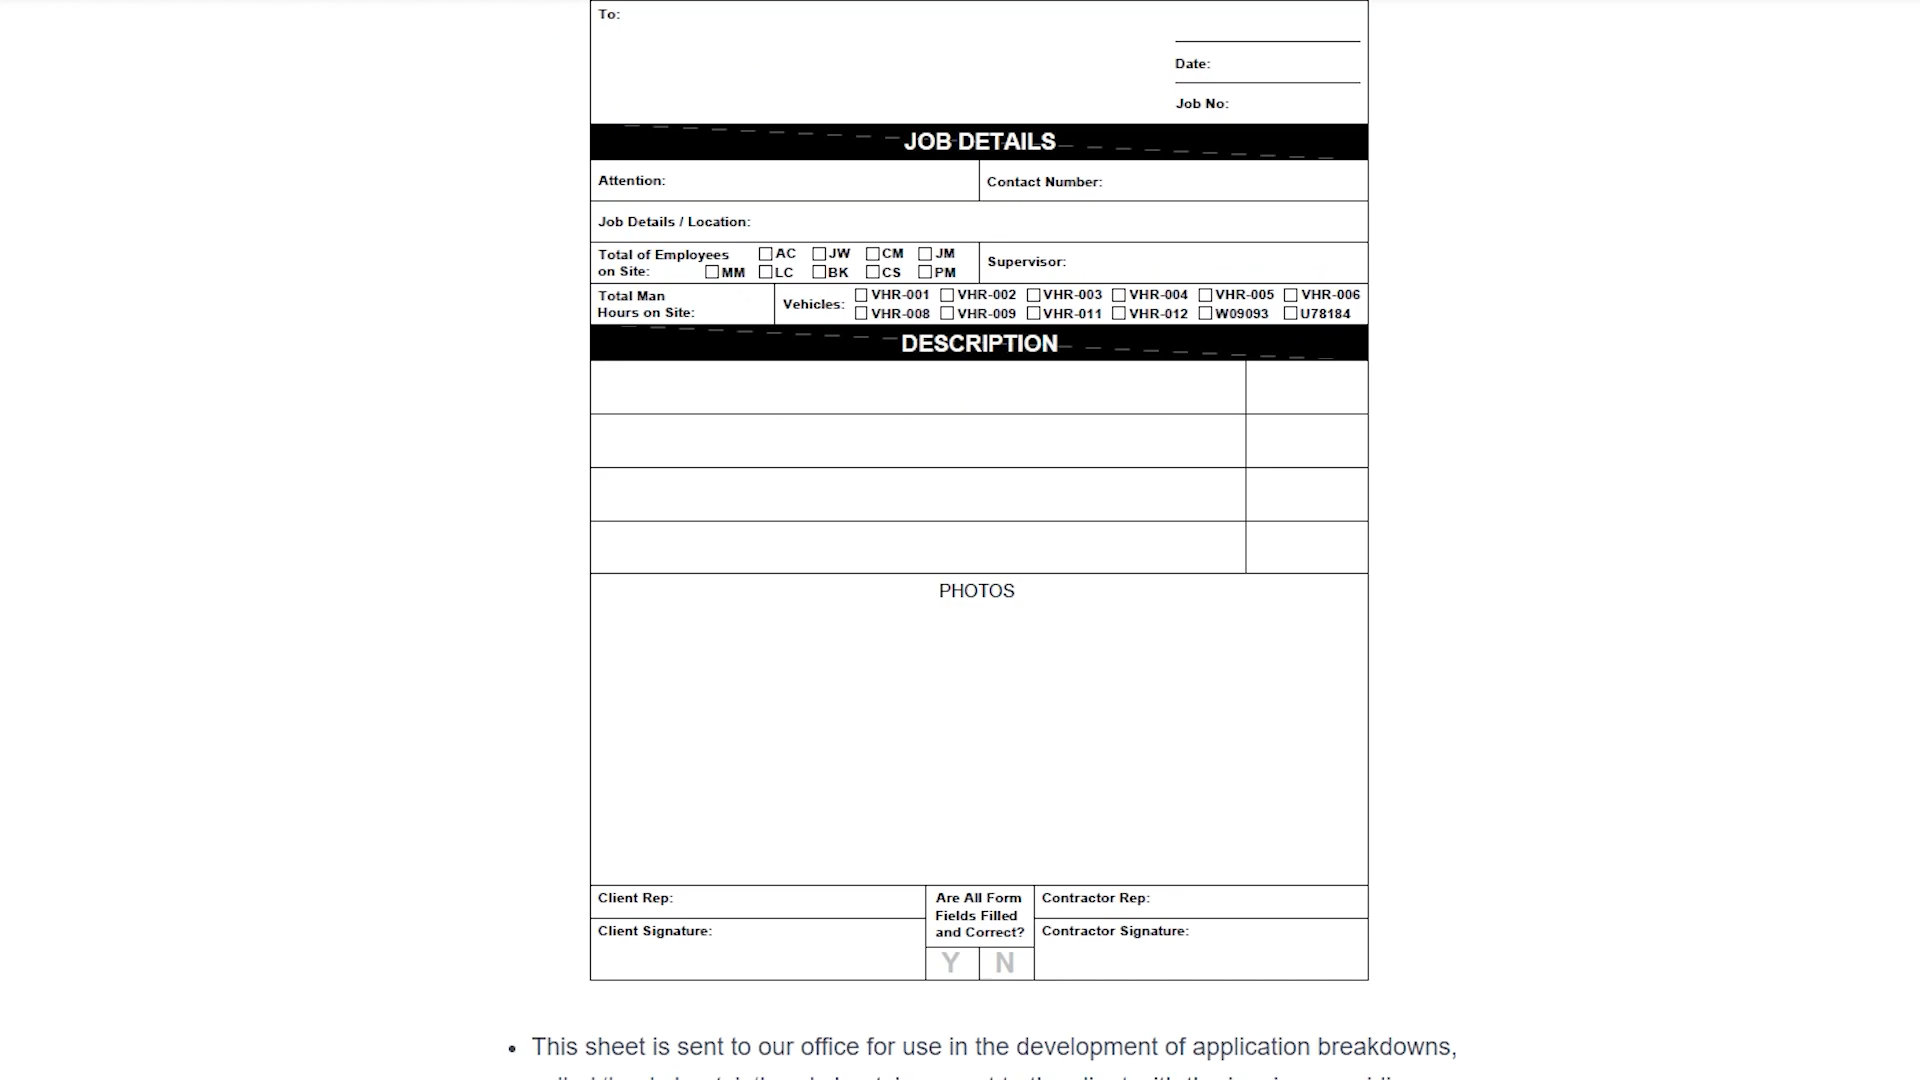 To:
Date:
Job No:
JOB DETAILS
Attention:
Contact Number:
Job Details / Location:
Total of Employees
on Site:
AC JW CM JM
MM LC BK CS PM
Supervisor:
Total Man
Hours on Site:
Vehicles:
VHR-001 VHR-002 VHR-003 VHR-004 VHR-005 VHR-006
VHR-008 VHR-009 VHR-011 VHR-012 W09093 U78184
DESCRIPTION
PHOTOS
Client Rep:
Client Signature:
Are All Form
Fields Filled
and Correct?
Y N
Contractor Rep:
Contractor Signature:
• This sheet is sent to our office for use in the development of application breakdowns,